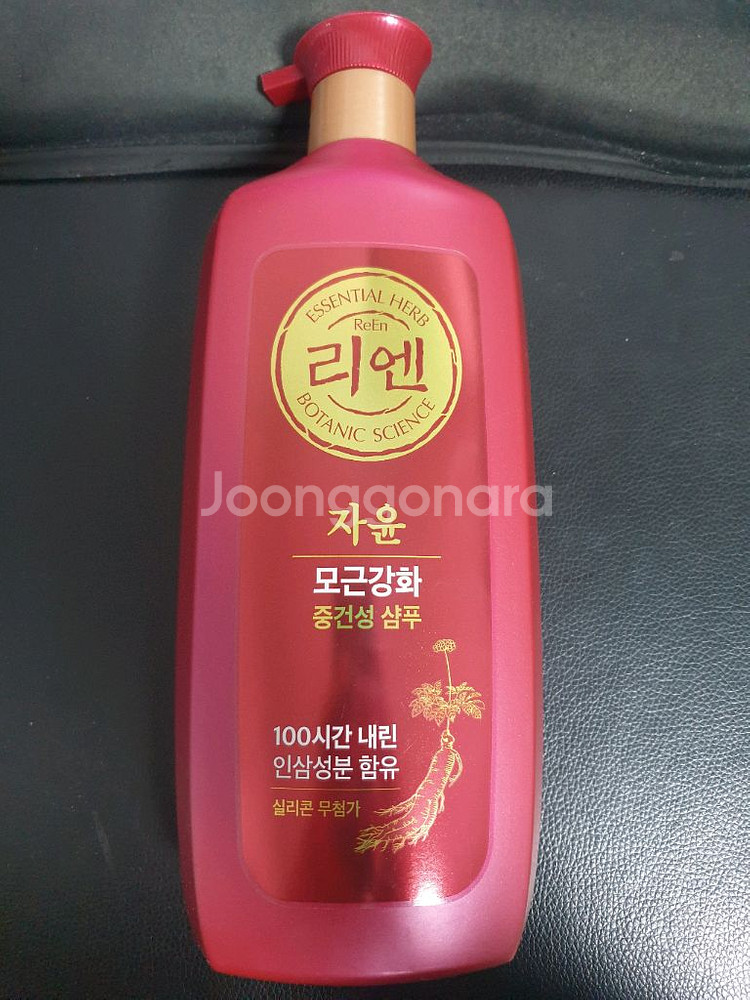 ESSENTIAL HERB
ReEn
리엔
BOTANIC SCIENCE
Joonggonara
자윤
모근강화
중건성 샴푸
100시간 내린
인삼성분 함유
실리콘 무첨가